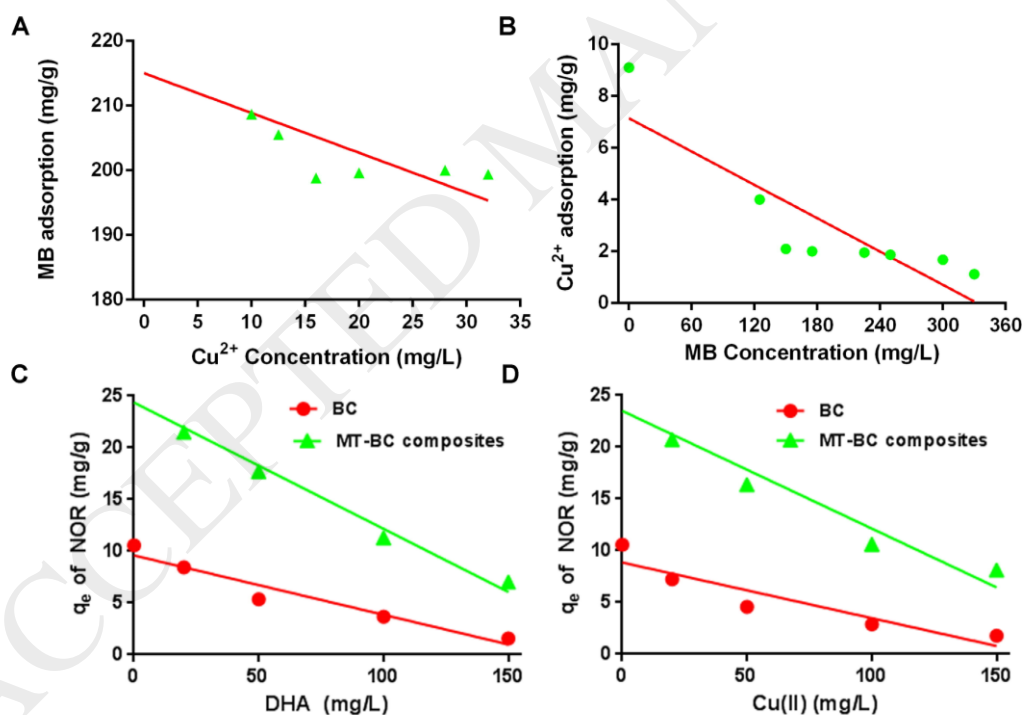 A
MB adsorption (mg/g)
220
210
200
190
180
0 5 10 15 20 25 30 35
Cu²⁺ Concentration (mg/L)
B
Cu²⁺ adsorption (mg/g)
10
8
6
4
2
0
0 60 120 180 240 300 360
MB Concentration (mg/L)
C
qₑ of NOR (mg/g)
25
20
15
10
5
0
BC
MT-BC composites
0 50 100 150
DHA (mg/L)
D
qₑ of NOR (mg/g)
25
20
15
10
5
0
BC
MT-BC composites
0 50 100 150
Cu(II) (mg/L)
ACCEPTED MA